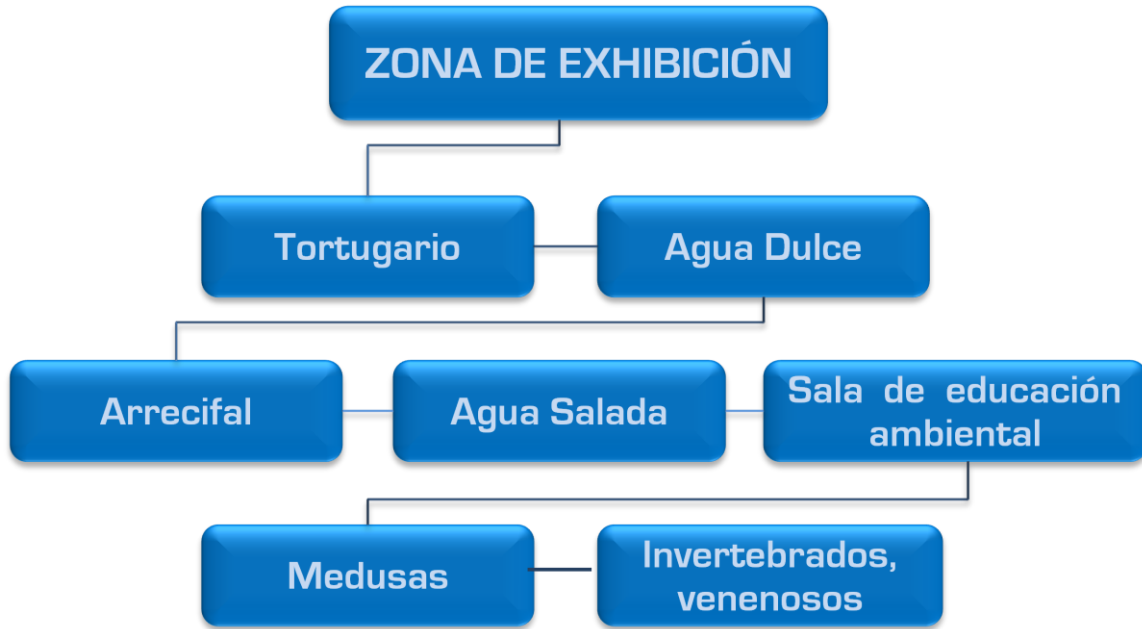 ZONA DE EXHIBICIÓN
Tortugario
Agua Dulce
Arrecifal
Agua Salada
Sala de educación
ambiental
Medusas
Invertebrados,
venenosos